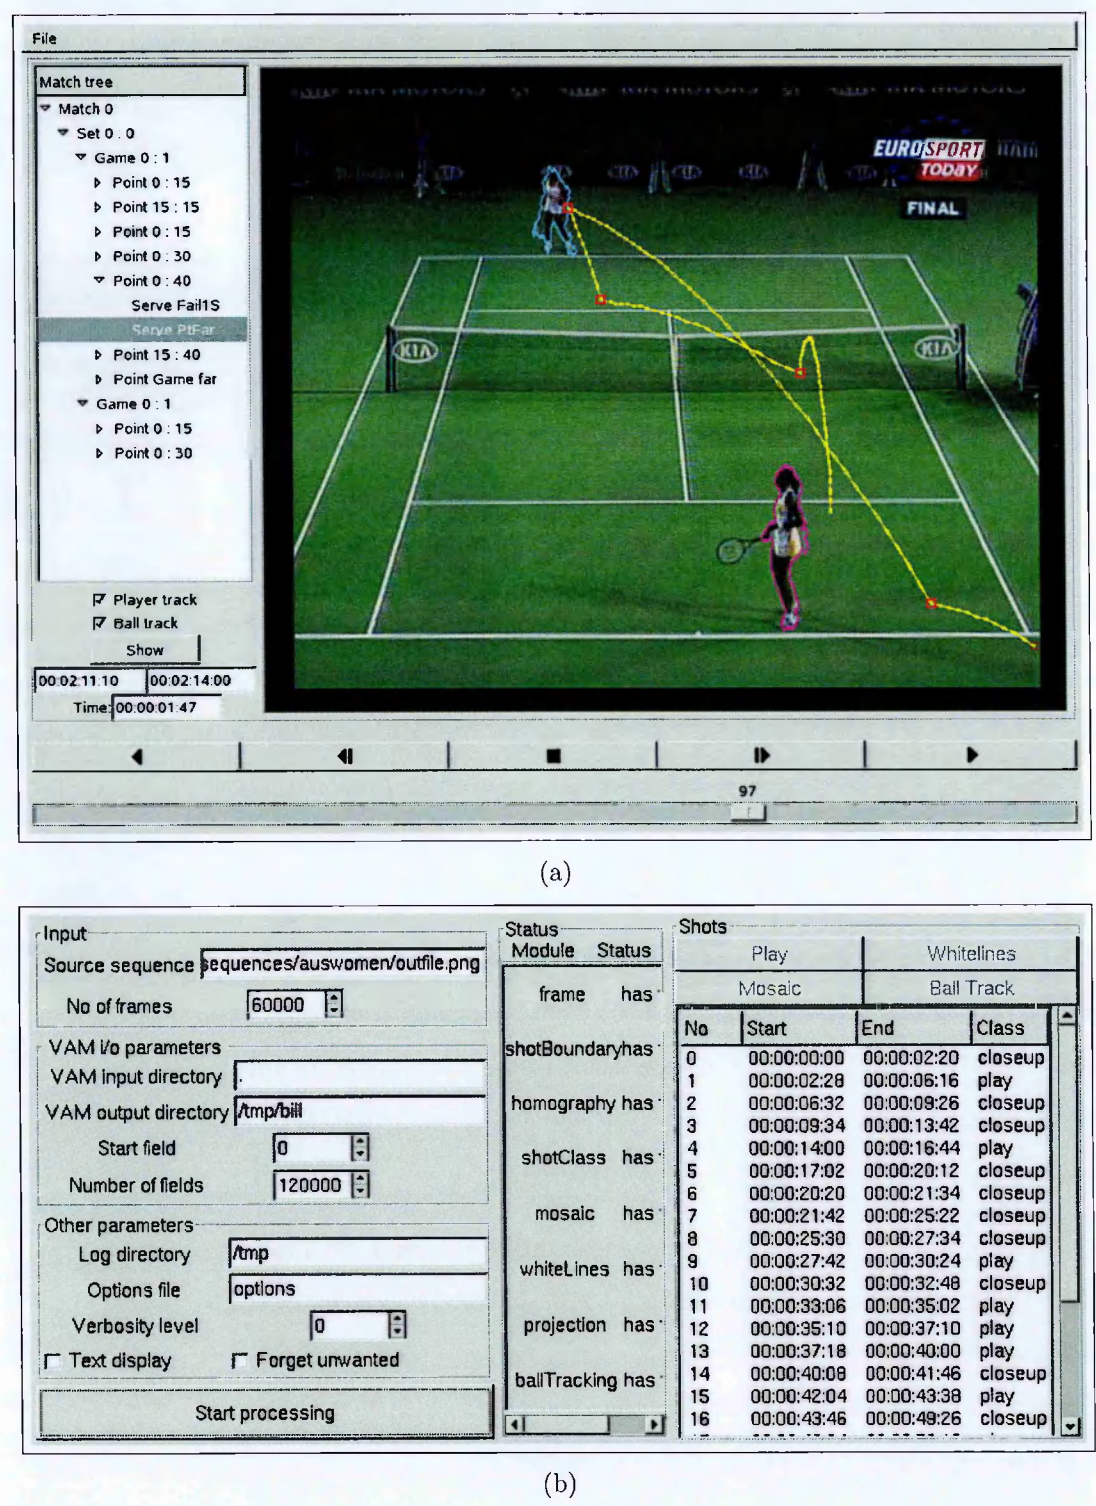 File
Match tree
Match 0
Set 0 : 0
Game 0 : 1
Point 0 : 15
Point 15 : 15
Point 0 : 15
Point 0 : 30
Point 0 : 40
Serve Fail1S
Serve PtFar
Point 15 : 40
Point Game far
Game 0 : 1
Point 0 : 15
Point 0 : 30
KIA MOTORS
EUROSPORT
TODAY
FINAL
KIA
KIA
KIA
KIA
Player track
Ball track
Show
00:02:11:10 00:02:14:00
Time: 00:00:01:47
97
(a)
Input
Source sequence sequences/auswomen/outfile.png
No of frames 60000
VAM i/o parameters
VAM input directory .
VAM output directory /tmp/bill
Start field 0
Number of fields 120000
Other parameters
Log directory /tmp
Options file options
Verbosity level 0
Text display Forget unwanted
Start processing
Status
Module Status
frame has
shotBoundary has
homography has
shotClass has
mosaic has
whiteLines has
projection has
ballTracking has
Shots
Play Whitelines
Mosaic Ball Track
No Start End Class
0 00:00:00:00 00:00:02:20 closeup
1 00:00:02:28 00:00:06:16 play
2 00:00:06:32 00:00:09:26 closeup
3 00:00:09:34 00:00:13:42 closeup
4 00:00:14:00 00:00:16:44 play
5 00:00:17:02 00:00:20:12 closeup
6 00:00:20:20 00:00:21:34 closeup
7 00:00:21:42 00:00:25:22 closeup
8 00:00:25:30 00:00:27:34 closeup
9 00:00:27:42 00:00:30:24 play
10 00:00:30:32 00:00:32:48 closeup
11 00:00:33:06 00:00:35:02 play
12 00:00:35:10 00:00:37:10 play
13 00:00:37:18 00:00:40:00 play
14 00:00:40:08 00:00:41:46 closeup
15 00:00:42:04 00:00:43:38 play
16 00:00:43:46 00:00:49:26 closeup
(b)